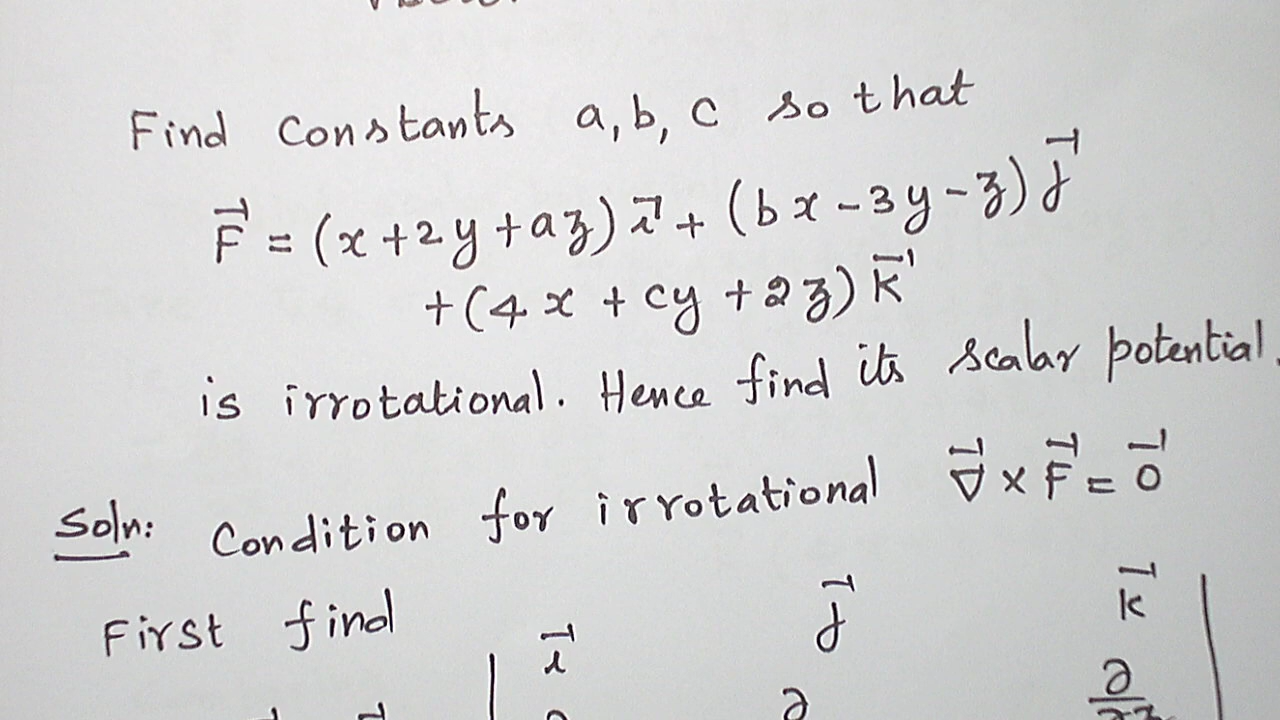 Find constants a, b, c so that
F⃗ = (x + 2y + az) i⃗ + (bx - 3y - z) j⃗
+ (4x + cy + 2z) k⃗
is irrotational. Hence find its scalar potential.
Soln: Condition for irrotational ∇⃗ × F⃗ = 0⃗
First find
i⃗ j⃗ k⃗
∂ ∂ ∂